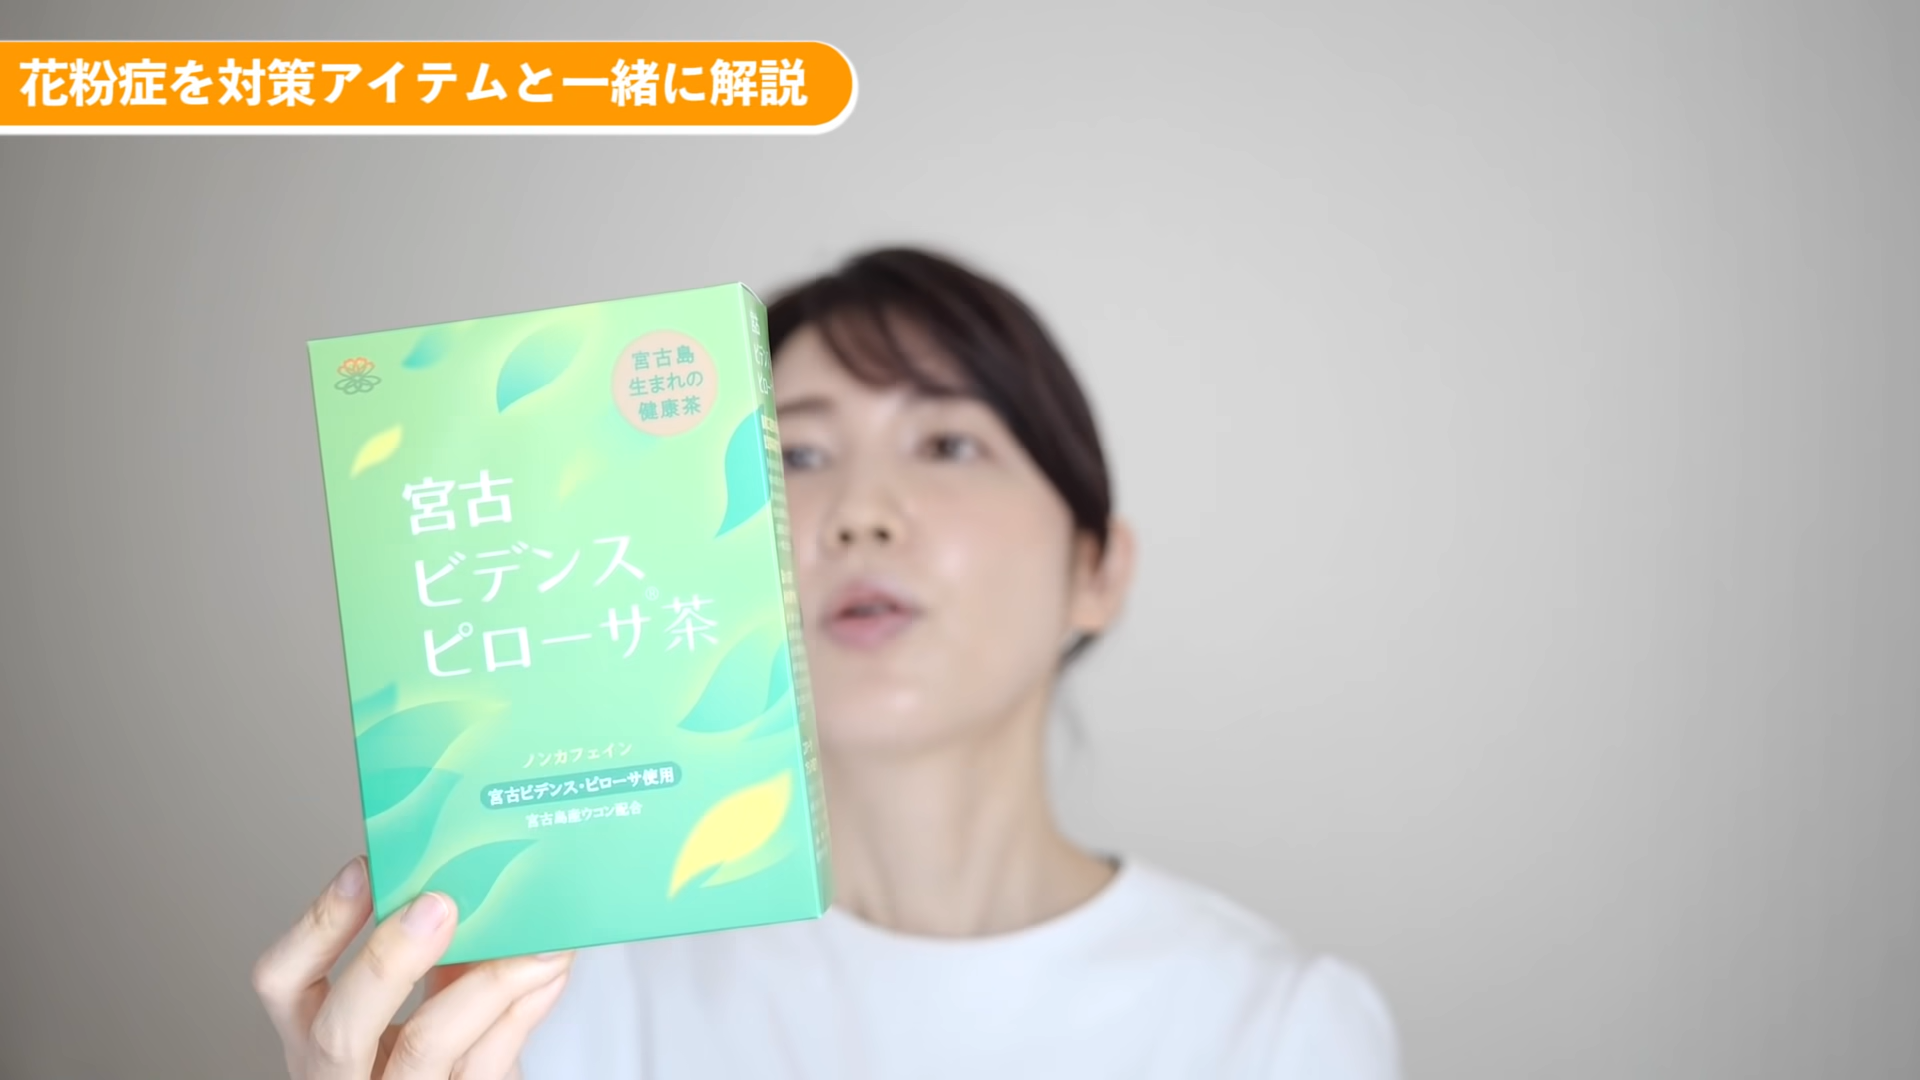 花粉症を対策アイテムと一緒に解説
宮古島
生まれの
健康茶
宮古
ビデンス
ピローサ®茶
ノンカフェイン
宮古ビデンス・ピローサ使用
宮古島産ウコン配合